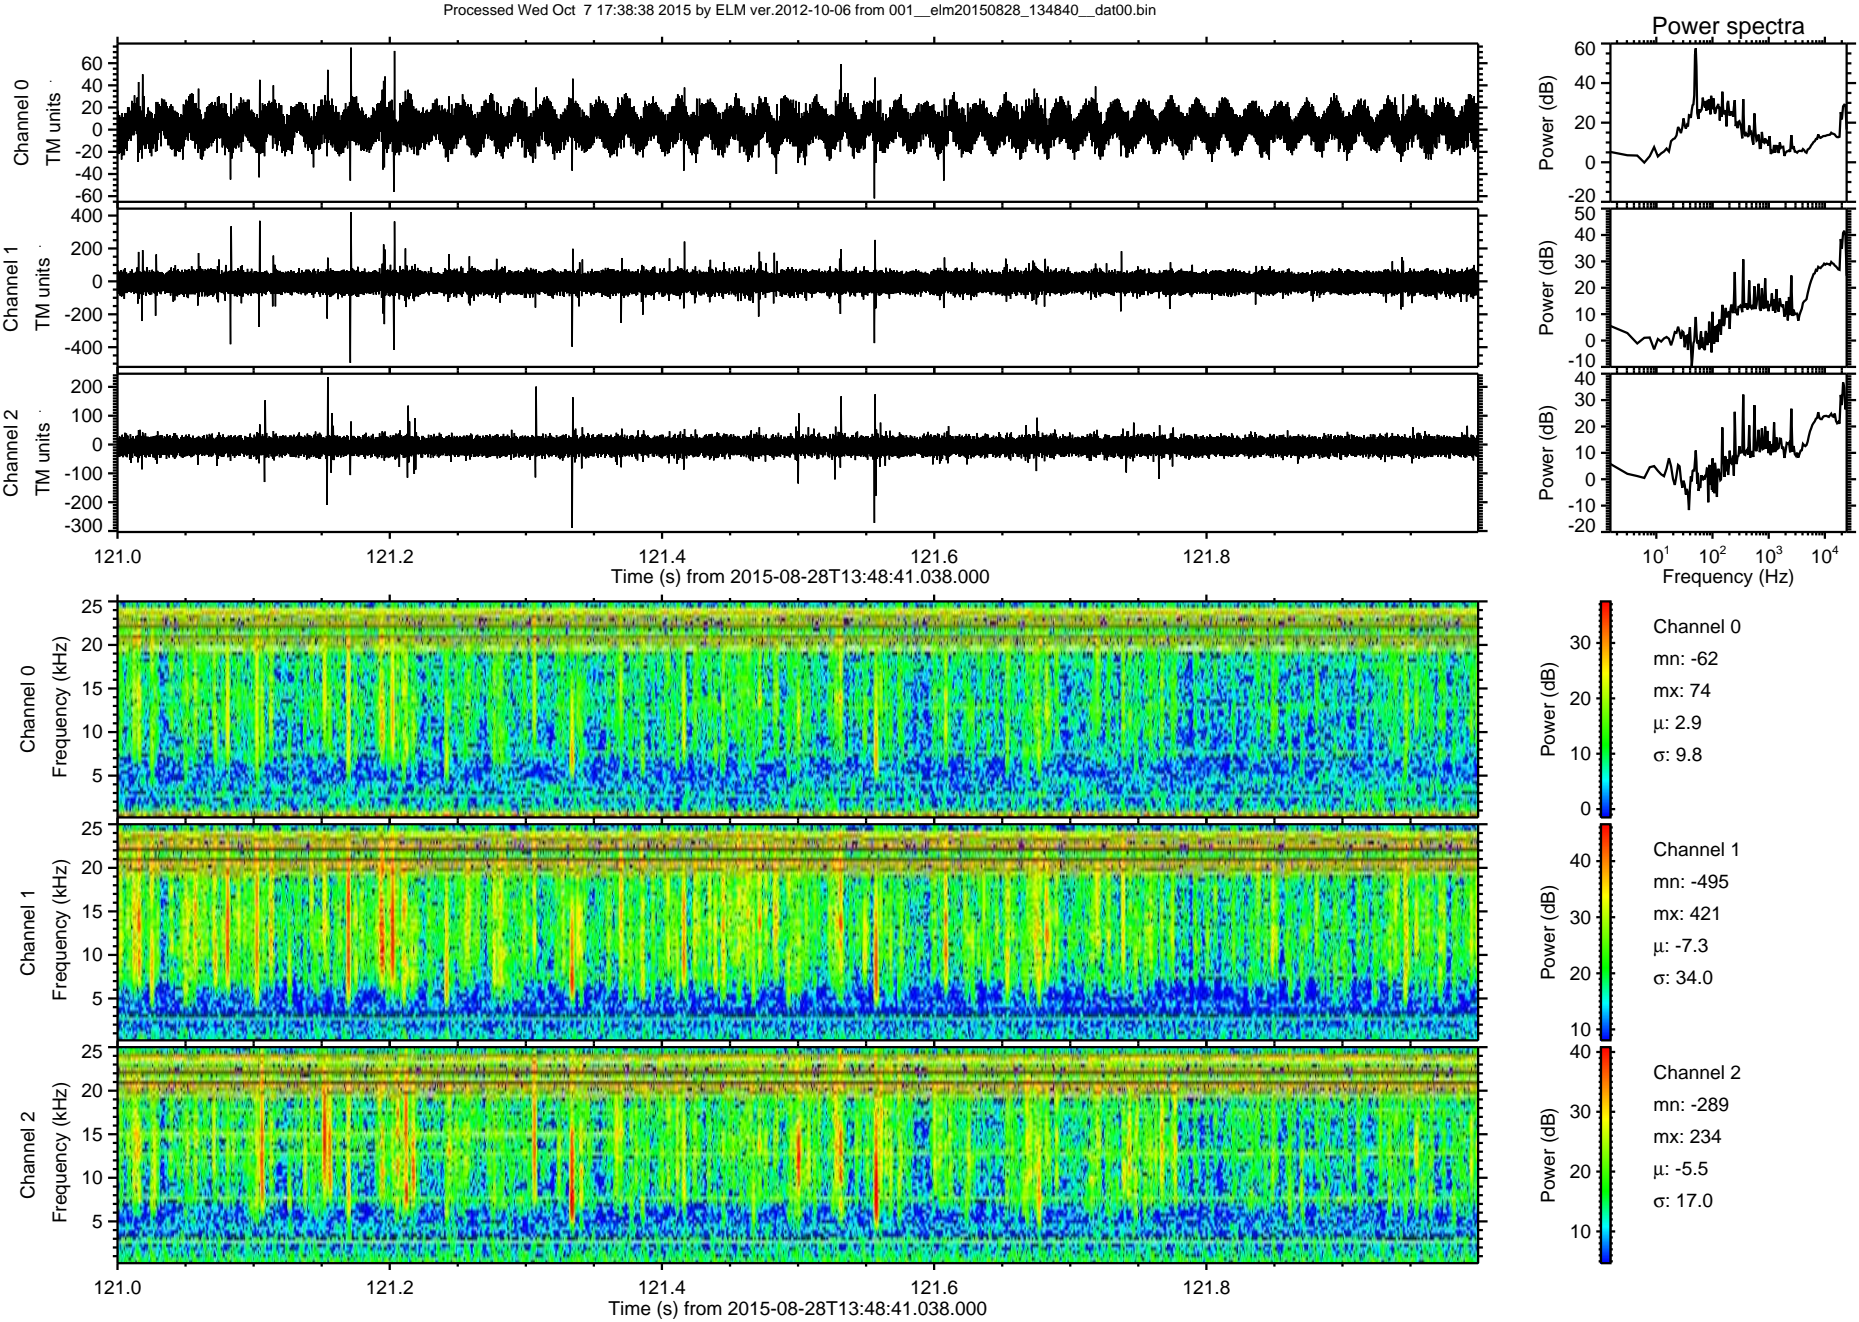 Processed Wed Oct 7 17:38:38 2015 by ELM ver.2012-10-06 from 001__elm20150828_134840__dat00.bin
Power spectra
Channel 0
TM units
60
40
20
0
-20
-40
-60
Power (dB)
60
40
20
0
-20
Channel 1
TM units
400
200
0
-200
-400
Power (dB)
50
40
30
20
10
0
-10
Channel 2
TM units
200
100
0
-100
-200
-300
Power (dB)
40
30
20
10
0
-10
-20
121.0 121.2 121.4 121.6 121.8
Time (s) from 2015-08-28T13:48:41.038.000
10^1 10^2 10^3 10^4
Frequency (Hz)
Channel 0
Frequency (kHz)
25
20
15
10
5
Power (dB)
30
20
10
0
Channel 0
mn: -62
mx: 74
µ: 2.9
σ: 9.8
Channel 1
Frequency (kHz)
25
20
15
10
5
Power (dB)
40
30
20
10
Channel 1
mn: -495
mx: 421
µ: -7.3
σ: 34.0
Channel 2
Frequency (kHz)
25
20
15
10
5
Power (dB)
40
30
20
10
Channel 2
mn: -289
mx: 234
µ: -5.5
σ: 17.0
121.0 121.2 121.4 121.6 121.8
Time (s) from 2015-08-28T13:48:41.038.000